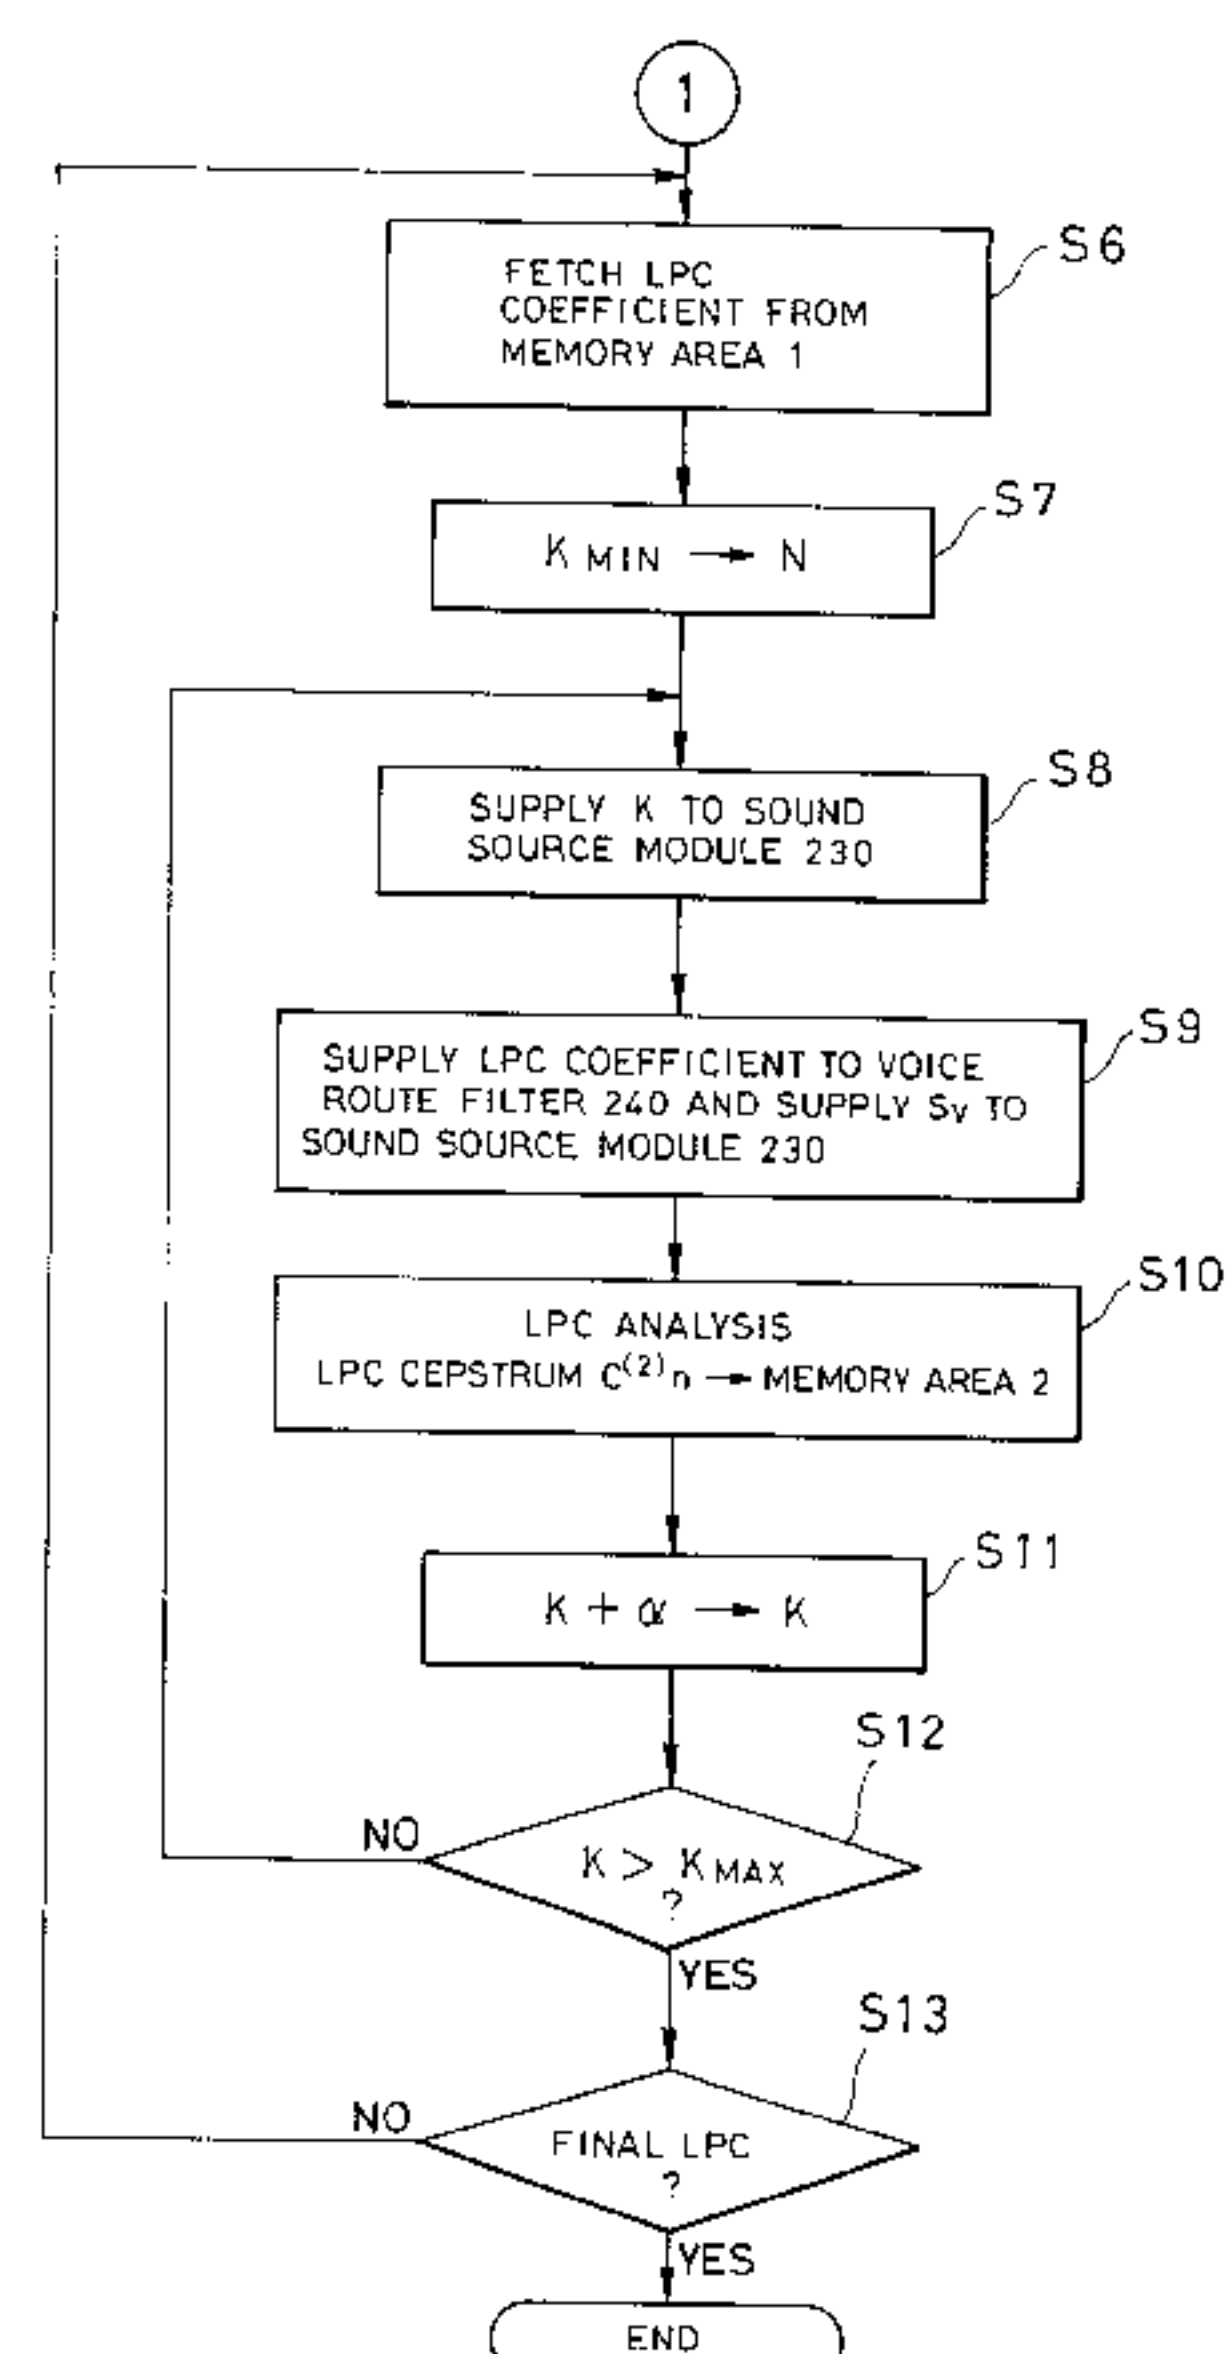 1
S6
FETCH LPC
COEFFICIENT FROM
MEMORY AREA 1
S7
K MIN → N
S8
SUPPLY K TO SOUND
SOURCE MODULE 230
S9
SUPPLY LPC COEFFICIENT TO VOICE
ROUTE FILTER 240 AND SUPPLY Sv TO
SOUND SOURCE MODULE 230
S10
LPC ANALYSIS
LPC CEPSTRUM C(2)n → MEMORY AREA 2
S11
K + α → K
S12
NO
K > K MAX
?
YES
S13
NO
FINAL LPC
?
YES
END